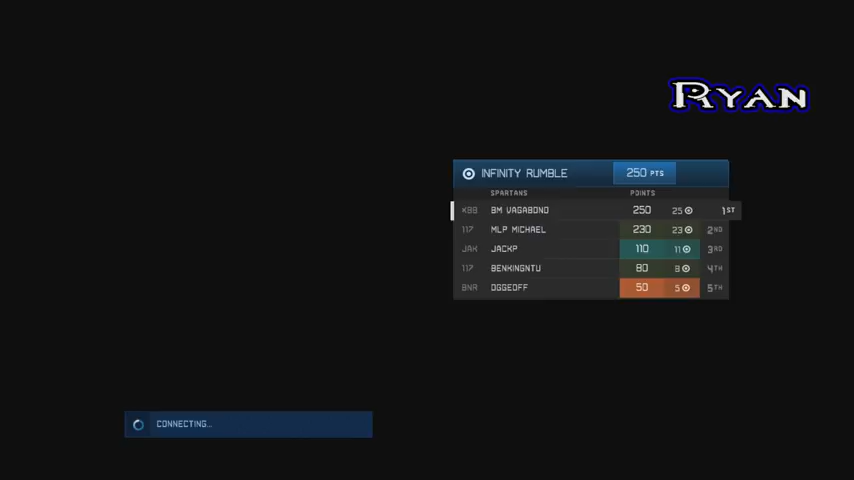 RYAN
INFINITY RUMBLE 250 PTS
SPARTANS POINTS
KBB BM VAGABOND 250 25 1ST
117 MLP MICHAEL 230 23 2ND
JAK JACKP 110 11 3RD
117 BENKINGNTU 80 8 4TH
BNR OGGEOFF 50 5 5TH
CONNECTING...